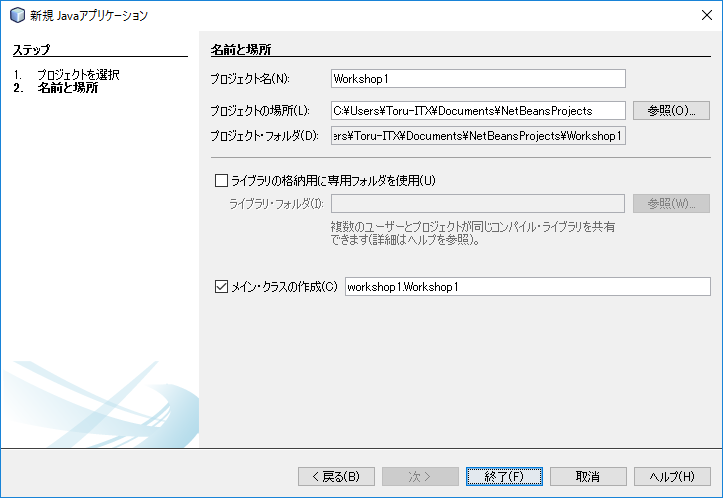 新規 Javaアプリケーション
ステップ
1. プロジェクトを選択
2. 名前と場所
名前と場所
プロジェクト名(N): Workshop1
プロジェクトの場所(L): C:¥Users¥Toru-ITX¥Documents¥NetBeansProjects 参照(O)...
プロジェクト・フォルダ(D): ers¥Toru-ITX¥Documents¥NetBeansProjects¥Workshop1
ライブラリの格納用に専用フォルダを使用(U)
ライブラリ・フォルダ(I): 参照(W)...
複数のユーザーとプロジェクトが同じコンパイル・ライブラリを共有
できます(詳細はヘルプを参照)。
メイン・クラスの作成(C) workshop1.Workshop1
< 戻る(B) 次 > 終了(F) 取消 ヘルプ(H)